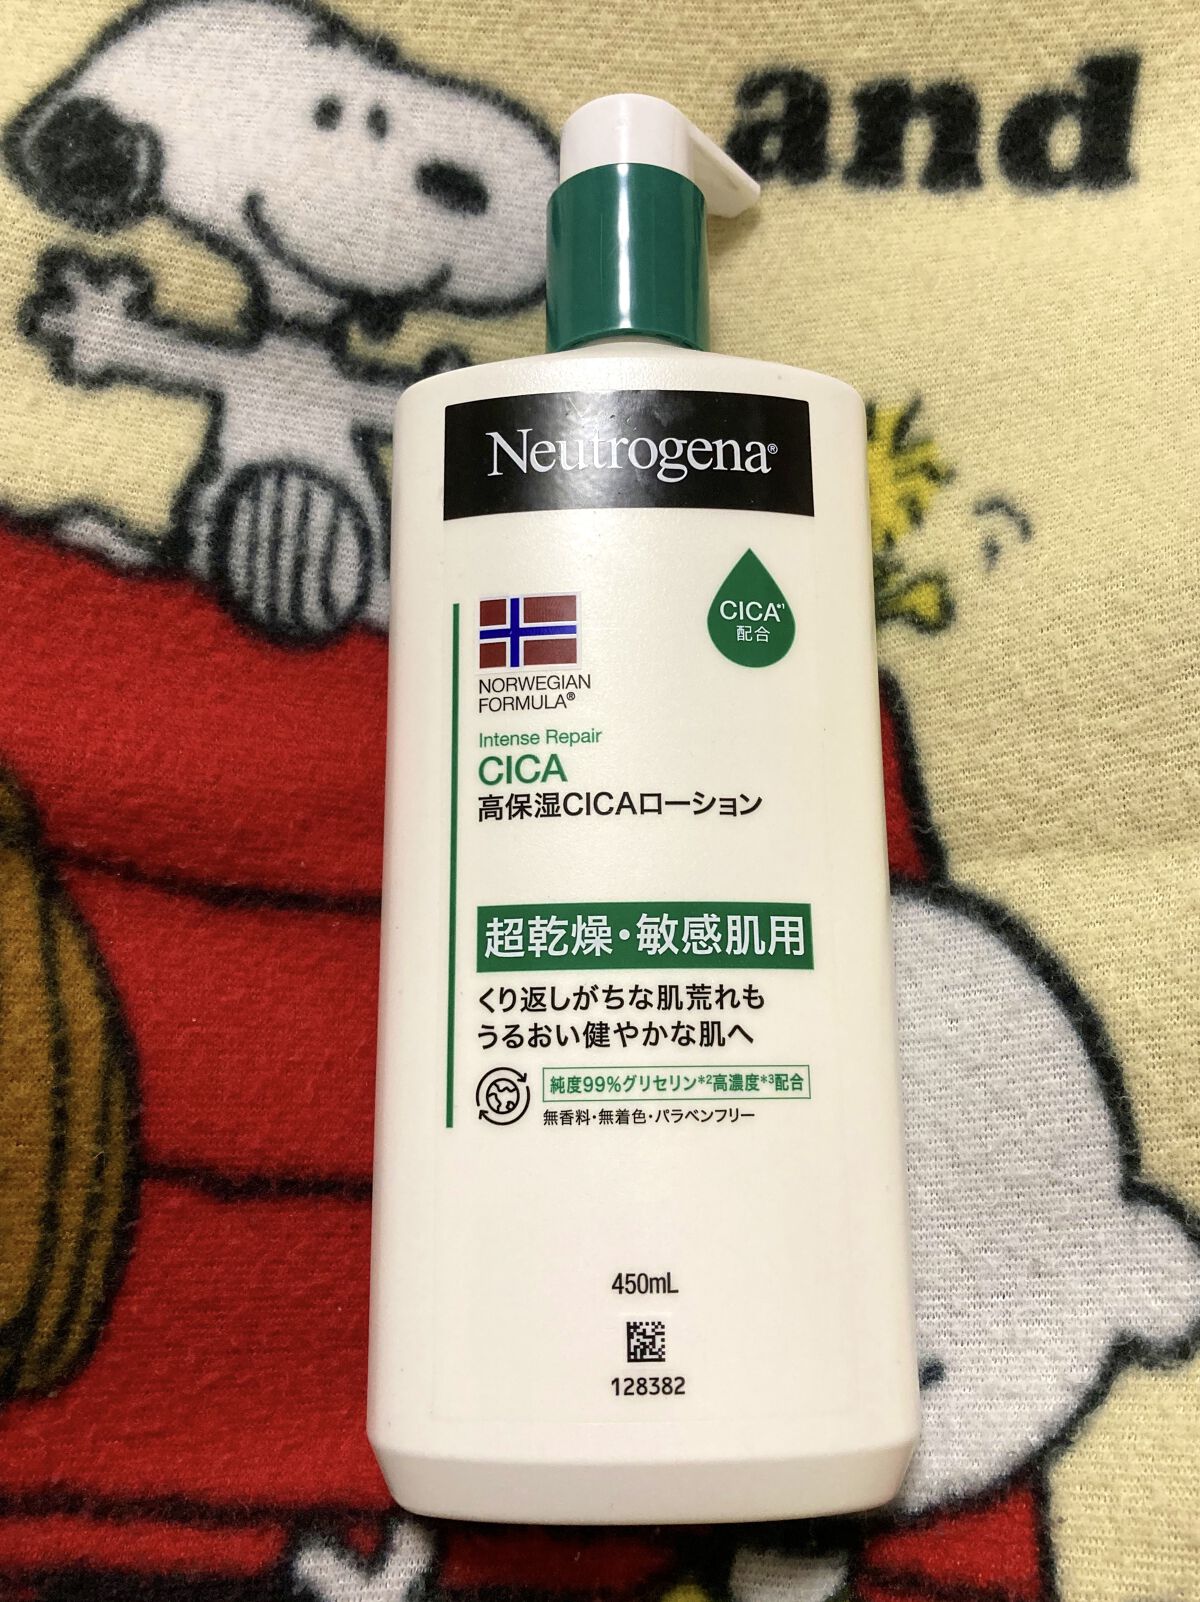 and
Neutrogena®
CICA*1
配合
NORWEGIAN
FORMULA®
Intense Repair
CICA
高保湿CICAローション
超乾燥・敏感肌用
くり返しがちな肌荒れも
うるおい健やかな肌へ
純度99%グリセリン*2高濃度*3配合
無香料・無着色・パラベンフリー
450mL
128382